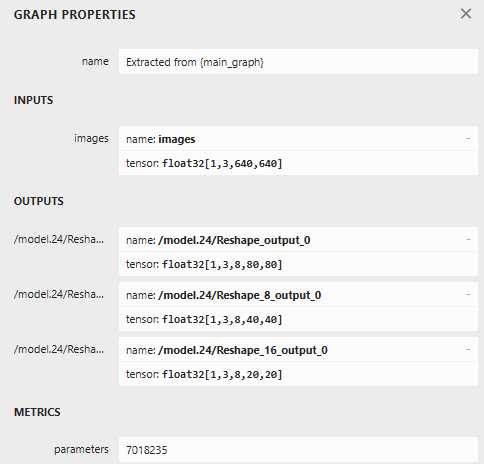 GRAPH PROPERTIES
name
Extracted from {main_graph}
INPUTS
images
name: images
tensor: float32[1,3,640,640]
OUTPUTS
/model.24/Resha...
name: /model.24/Reshape_output_0
tensor: float32[1,3,8,80,80]
/model.24/Resha...
name: /model.24/Reshape_8_output_0
tensor: float32[1,3,8,40,40]
/model.24/Resha...
name: /model.24/Reshape_16_output_0
tensor: float32[1,3,8,20,20]
METRICS
parameters
7018235